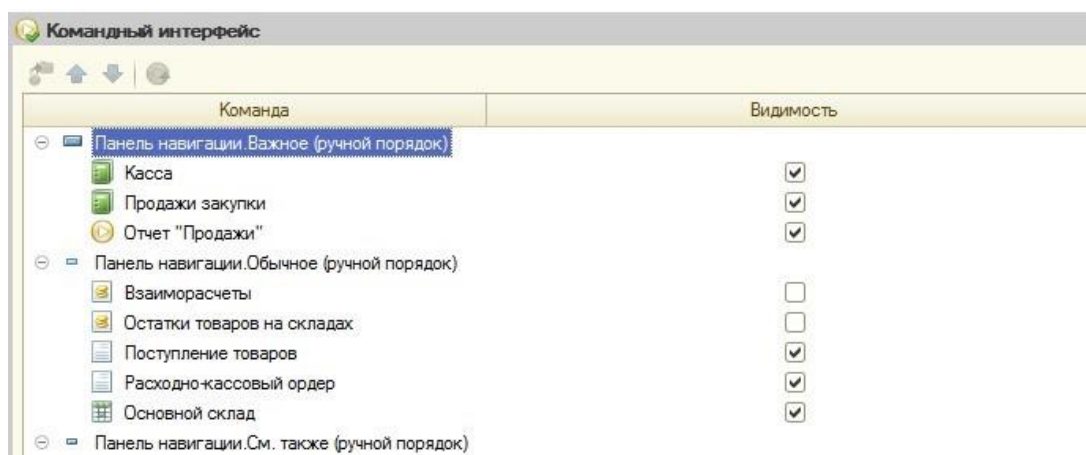 Командный интерфейс
Команда Видимость
Панель навигации.Важное (ручной порядок)
Касса
Продажи закупки
Отчет "Продажи"
Панель навигации.Обычное (ручной порядок)
Взаиморасчеты
Остатки товаров на складах
Поступление товаров
Расходно-кассовый ордер
Основной склад
Панель навигации.См. также (ручной порядок)